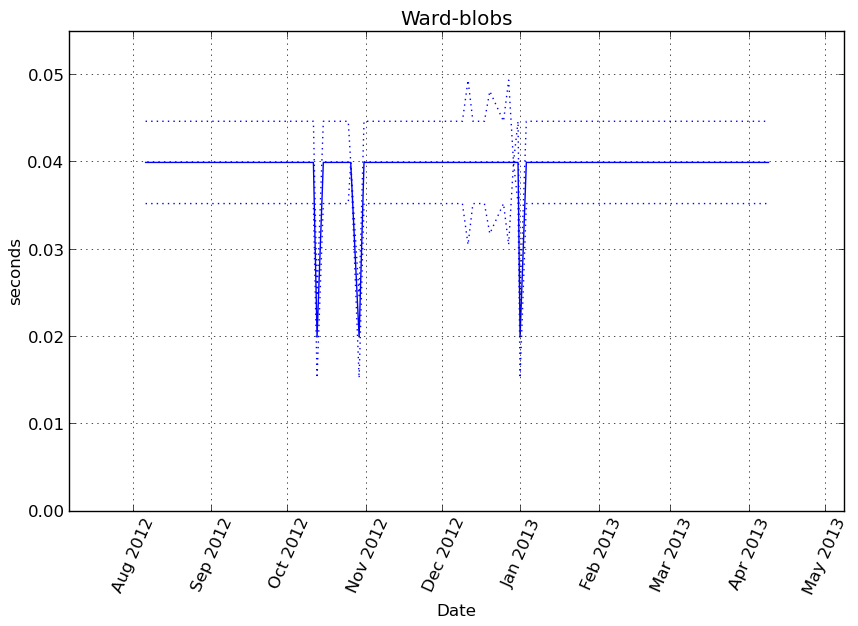 Ward-blobs
0.05
0.04
0.03
0.02
0.01
0.00
seconds
Aug 2012
Sep 2012
Oct 2012
Nov 2012
Dec 2012
Jan 2013
Feb 2013
Mar 2013
Apr 2013
May 2013
Date